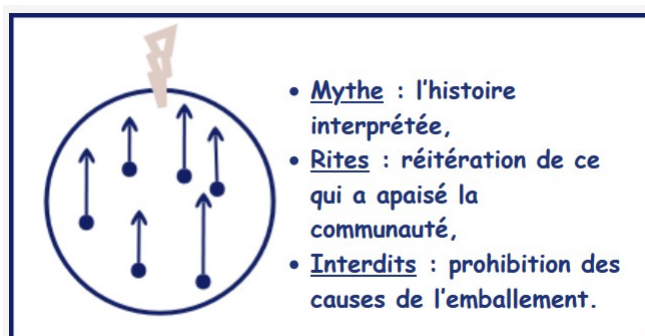 • Mythe : l'histoire
interprétée,
• Rites : réitération de ce
qui a apaisé la
communauté,
• Interdits : prohibition des
causes de l'emballement.